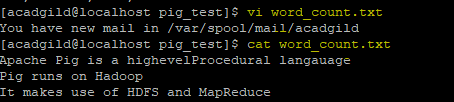 [acadgild@localhost pig_test]$ vi word_count.txt
You have new mail in /var/spool/mail/acadgild
[acadgild@localhost pig_test]$ cat word_count.txt
Apache Pig is a highevelProcedural langauage
Pig runs on Hadoop
It makes use of HDFS and MapReduce